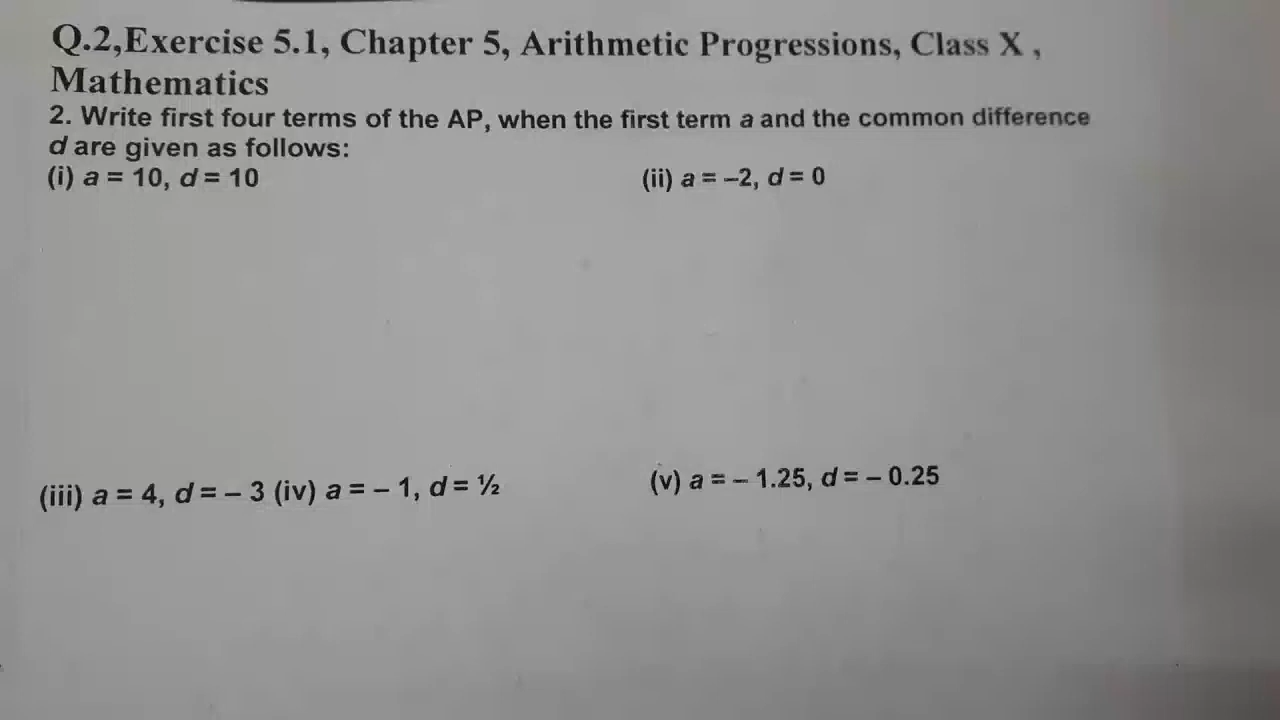 Q.2,Exercise 5.1, Chapter 5, Arithmetic Progressions, Class X ,
Mathematics
2. Write first four terms of the AP, when the first term a and the common difference
d are given as follows:
(i) a = 10, d = 10 (ii) a = –2, d = 0
(iii) a = 4, d = – 3 (iv) a = – 1, d = ½ (v) a = – 1.25, d = – 0.25